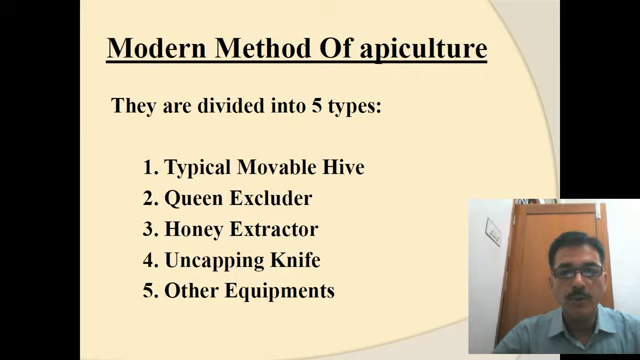 Modern Method Of apiculture
They are divided into 5 types:
1. Typical Movable Hive
2. Queen Excluder
3. Honey Extractor
4. Uncapping Knife
5. Other Equipments